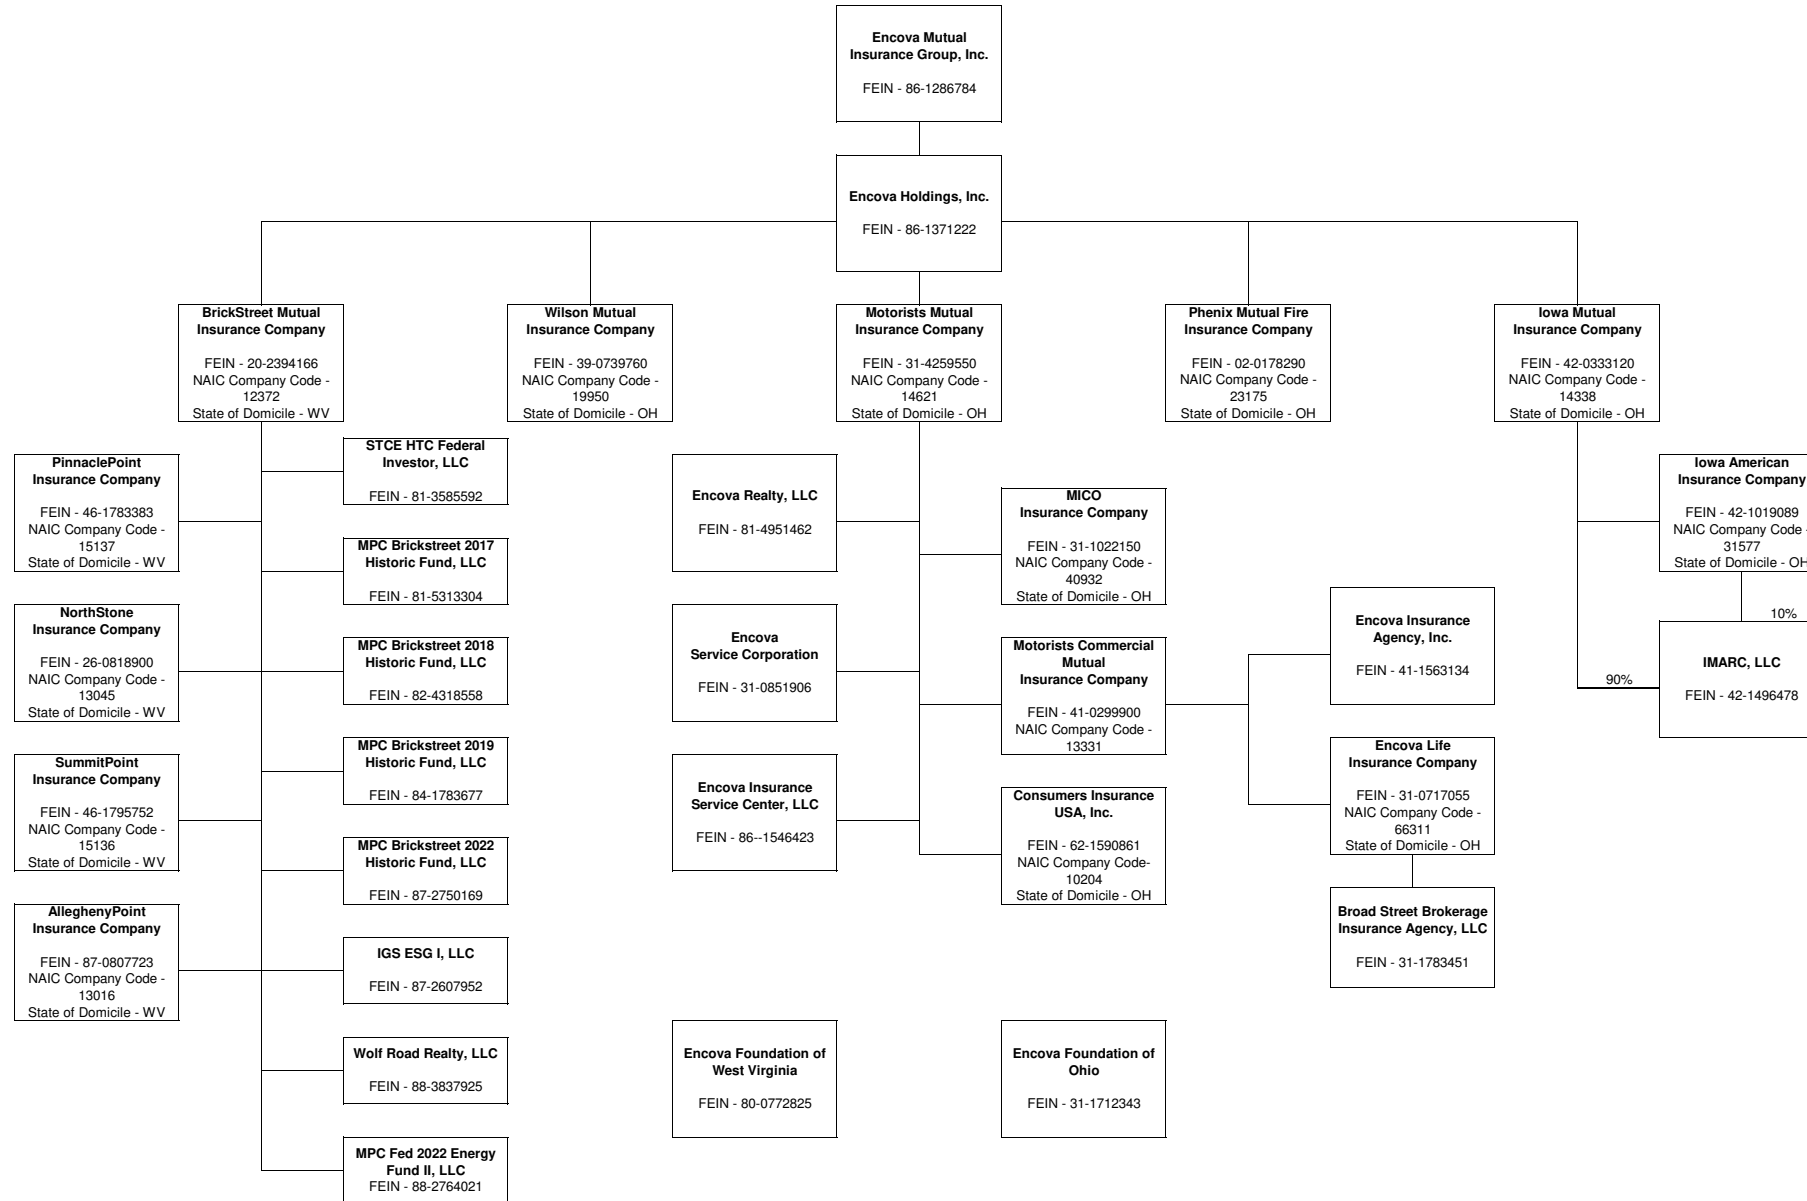 Encova Mutual
Insurance Group, Inc.
FEIN - 86-1286784
Encova Holdings, Inc.
FEIN - 86-1371222
BrickStreet Mutual
Insurance Company
FEIN - 20-2394166
NAIC Company Code -
12372
State of Domicile - WV
Wilson Mutual
Insurance Company
FEIN - 39-0739760
NAIC Company Code -
19950
State of Domicile - OH
Motorists Mutual
Insurance Company
FEIN - 31-4259550
NAIC Company Code -
14621
State of Domicile - OH
Phenix Mutual Fire
Insurance Company
FEIN - 02-0178290
NAIC Company Code -
23175
State of Domicile - OH
Iowa Mutual
Insurance Company
FEIN - 42-0333120
NAIC Company Code -
14338
State of Domicile - OH
PinnaclePoint
Insurance Company
FEIN - 46-1783383
NAIC Company Code -
15137
State of Domicile - WV
NorthStone
Insurance Company
FEIN - 26-0818900
NAIC Company Code -
13045
State of Domicile - WV
SummitPoint
Insurance Company
FEIN - 46-1795752
NAIC Company Code -
15136
State of Domicile - WV
AlleghenyPoint
Insurance Company
FEIN - 87-0807723
NAIC Company Code -
13016
State of Domicile - WV
STCE HTC Federal
Investor, LLC
FEIN - 81-3585592
MPC Brickstreet 2017
Historic Fund, LLC
FEIN - 81-5313304
MPC Brickstreet 2018
Historic Fund, LLC
FEIN - 82-4318558
MPC Brickstreet 2019
Historic Fund, LLC
FEIN - 84-1783677
MPC Brickstreet 2022
Historic Fund, LLC
FEIN - 87-2750169
IGS ESG I, LLC
FEIN - 87-2607952
Wolf Road Realty, LLC
FEIN - 88-3837925
MPC Fed 2022 Energy
Fund II, LLC
FEIN - 88-2764021
Encova Realty, LLC
FEIN - 81-4951462
Encova
Service Corporation
FEIN - 31-0851906
Encova Insurance
Service Center, LLC
FEIN - 86--1546423
Encova Foundation of
West Virginia
FEIN - 80-0772825
MICO
Insurance Company
FEIN - 31-1022150
NAIC Company Code -
40932
State of Domicile - OH
Motorists Commercial
Mutual
Insurance Company
FEIN - 41-0299900
NAIC Company Code -
13331
Consumers Insurance
USA, Inc.
FEIN - 62-1590861
NAIC Company Code-
10204
State of Domicile - OH
Encova Foundation of
Ohio
FEIN - 31-1712343
Encova Insurance
Agency, Inc.
FEIN - 41-1563134
Encova Life
Insurance Company
FEIN - 31-0717055
NAIC Company Code -
66311
State of Domicile - OH
Broad Street Brokerage
Insurance Agency, LLC
FEIN - 31-1783451
Iowa American
Insurance Company
FEIN - 42-1019089
NAIC Company Code -
31577
State of Domicile - OH
10%
90%
IMARC, LLC
FEIN - 42-1496478